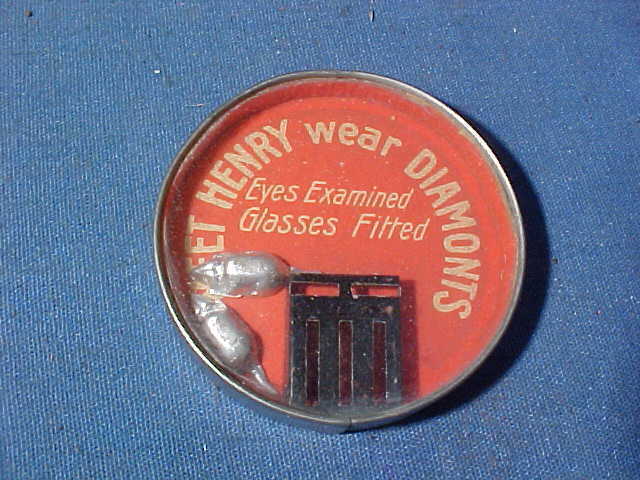 HENRY wear DIAMONTS
Eyes Examined
Glasses Fitted